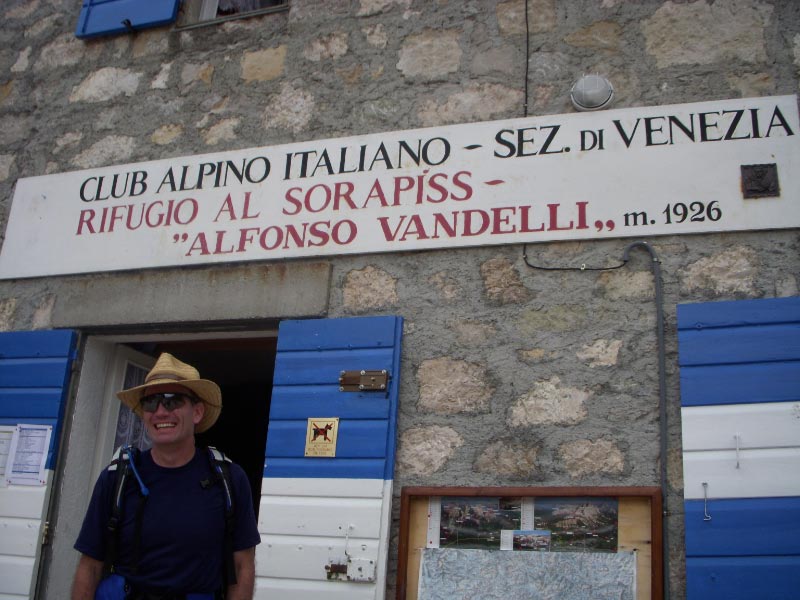 CLUB ALPINO ITALIANO - SEZ. DI VENEZIA
RIFUGIO AL SORAPISS -
"ALFONSO VANDELLI„ m. 1926